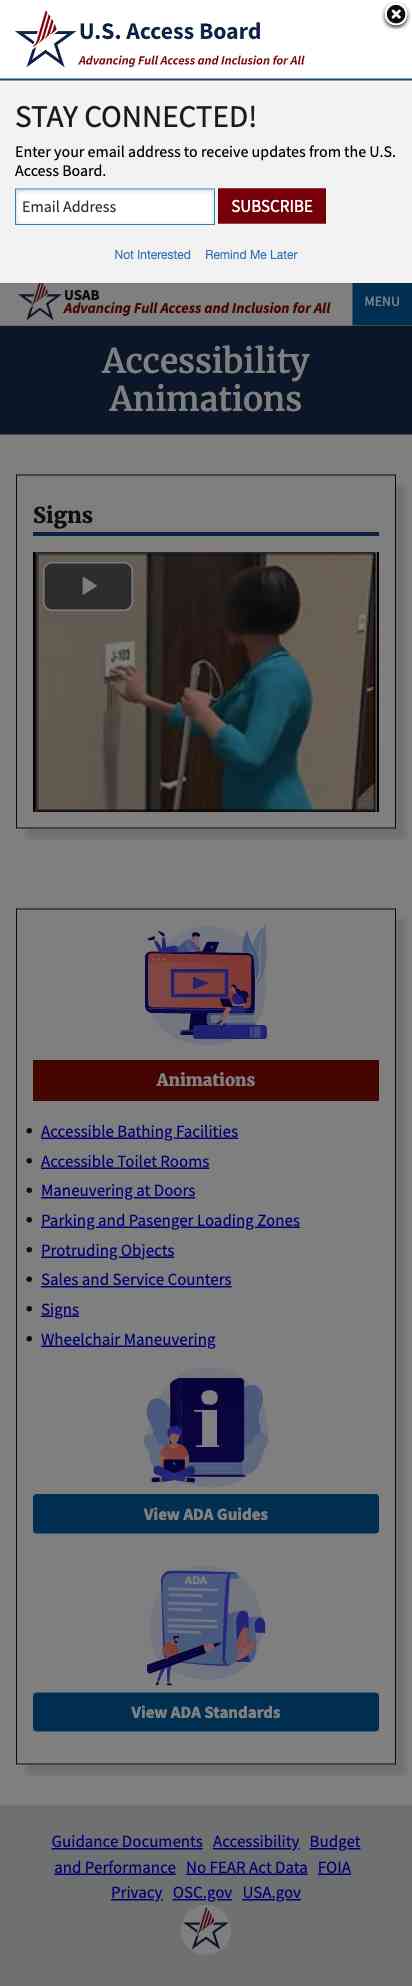 U.S. Access Board
Advancing Full Access and Inclusion for All
STAY CONNECTED!
Enter your email address to receive updates from the U.S.
Access Board.
Email Address
SUBSCRIBE
Not Interested Remind Me Later
USAB
Advancing Full Access and Inclusion for All
MENU
Accessibility
Animations
Signs
J-103
Animations
Accessible Bathing Facilities
Accessible Toilet Rooms
Maneuvering at Doors
Parking and Pasenger Loading Zones
Protruding Objects
Sales and Service Counters
Signs
Wheelchair Maneuvering
i
View ADA Guides
ADA
View ADA Standards
Guidance Documents Accessibility Budget
and Performance No FEAR Act Data FOIA
Privacy OSC.gov USA.gov